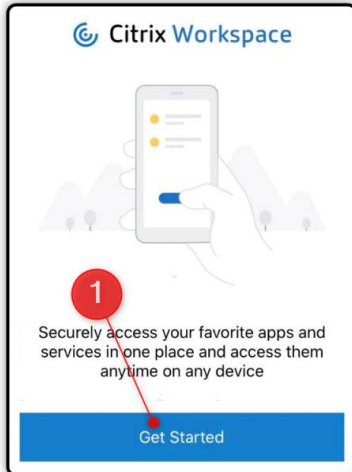 Citrix Workspace
1
Securely access your favorite apps and
services in one place and access them
anytime on any device
Get Started